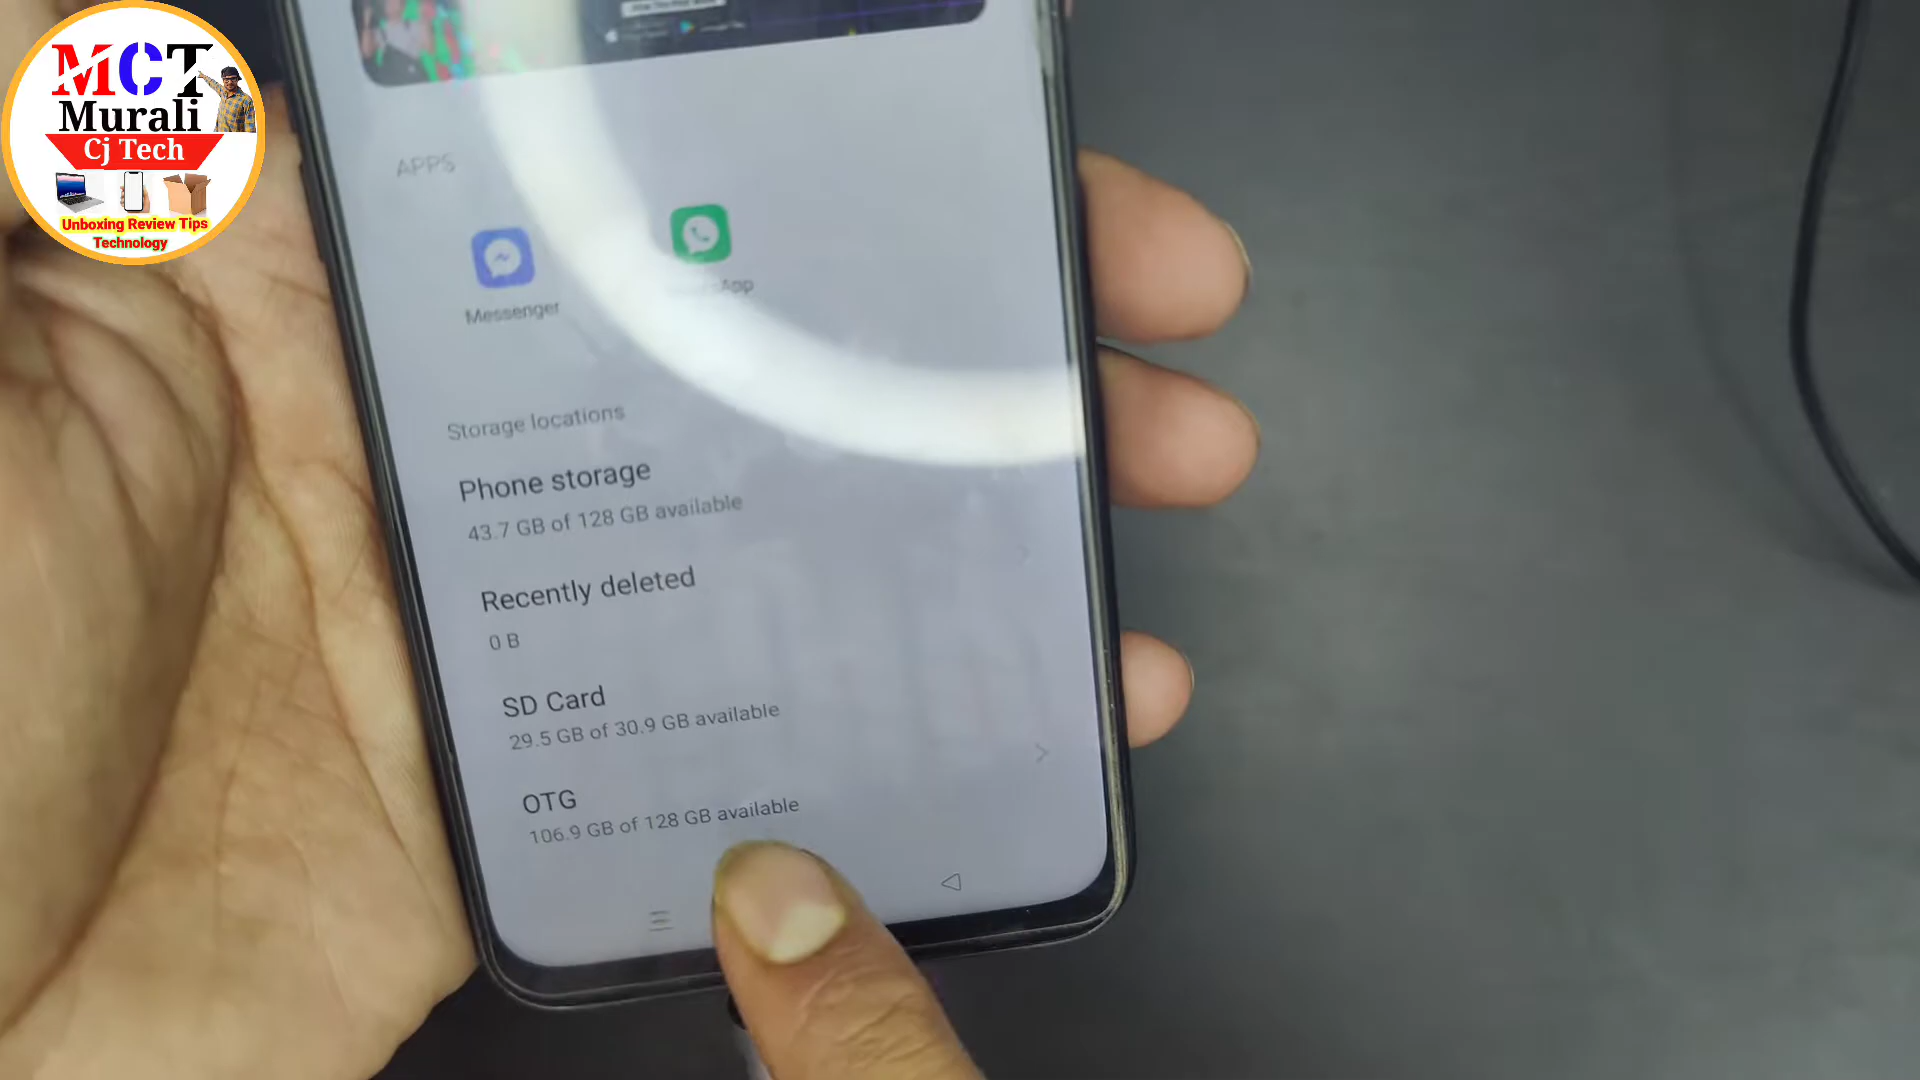 MCT
Murali
Cj Tech
Unboxing Review Tips
Technology
APPS
Messenger
Storage locations
Phone storage
43.7 GB of 128 GB available
Recently deleted
0 B
SD Card
29.5 GB of 30.9 GB available
OTG
106.9 GB of 128 GB available